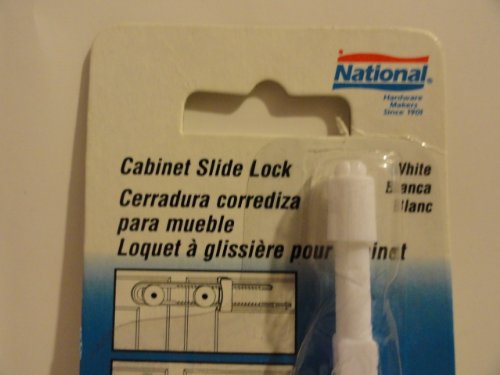 National®
Hardware
Makers
Since 1901
Cabinet Slide Lock White
Cerradura corrediza Blanca
para mueble Blanc
Loquet à glissière pour